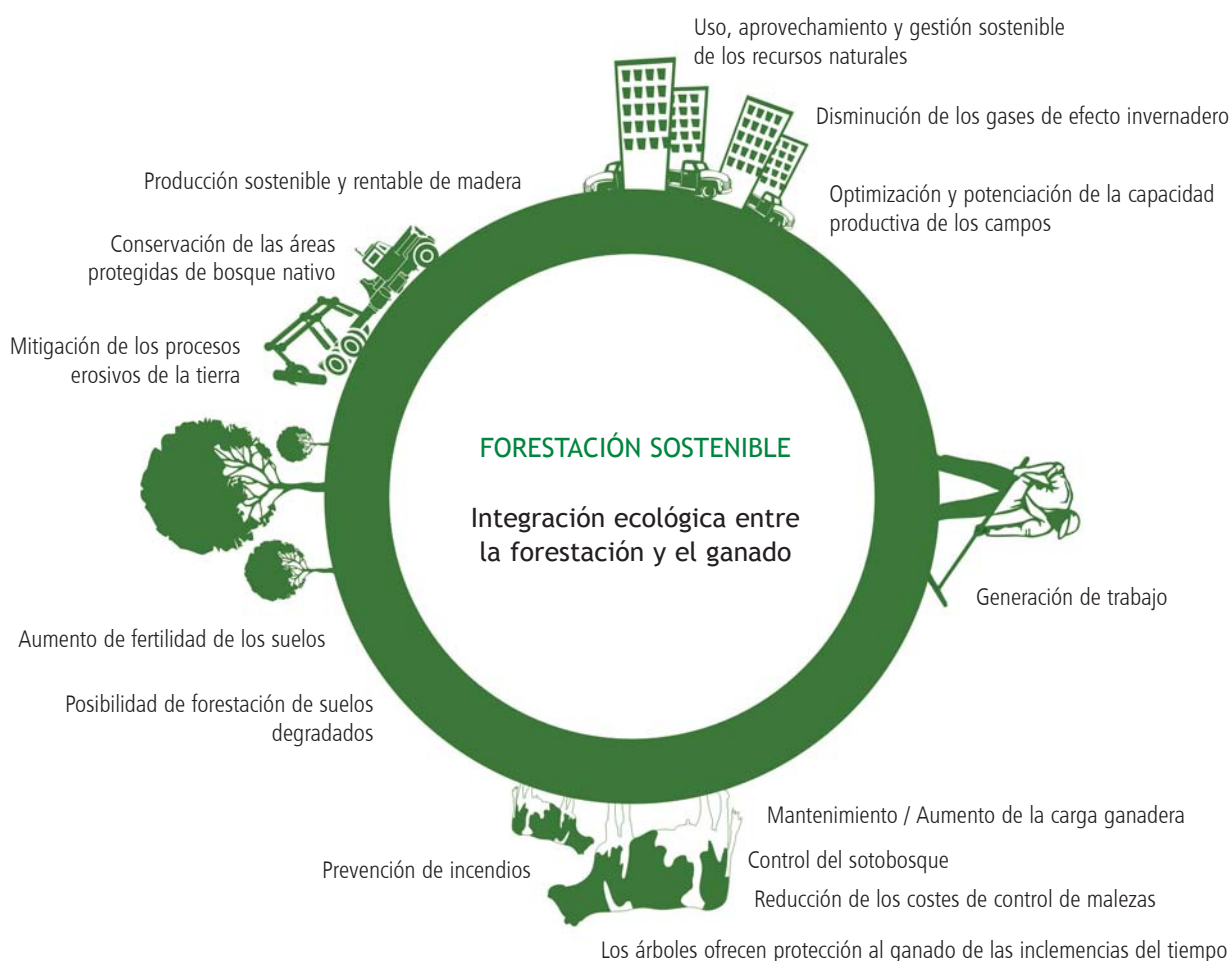 Uso, aprovechamiento y gestión sostenible
de los recursos naturales
Disminución de los gases de efecto invernadero
Optimización y potenciación de la capacidad
productiva de los campos
Producción sostenible y rentable de madera
Conservación de las áreas
protegidas de bosque nativo
Mitigación de los procesos
erosivos de la tierra
FORESTACIÓN SOSTENIBLE
Integración ecológica entre
la forestación y el ganado
Generación de trabajo
Aumento de fertilidad de los suelos
Posibilidad de forestación de suelos
degradados
Mantenimiento / Aumento de la carga ganadera
Prevención de incendios
Control del sotobosque
Reducción de los costes de control de malezas
Los árboles ofrecen protección al ganado de las inclemencias del tiempo